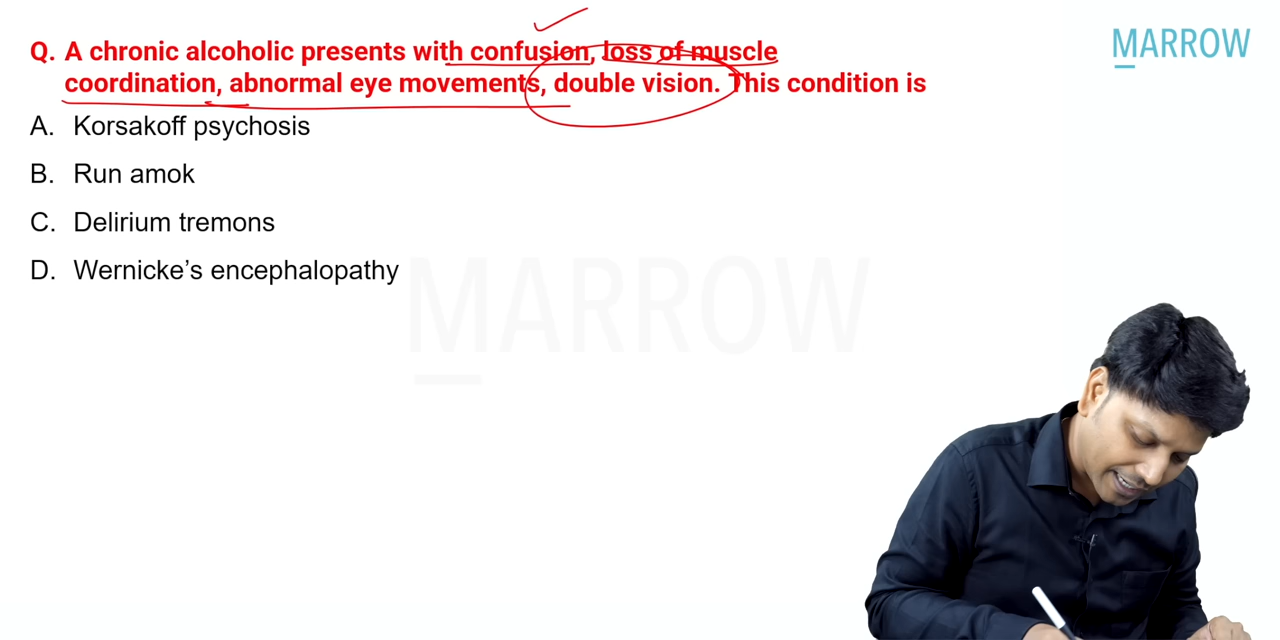 MARROW
Q. A chronic alcoholic presents with confusion, loss of muscle
coordination, abnormal eye movements, double vision. This condition is
A. Korsakoff psychosis
B. Run amok
C. Delirium tremons
D. Wernicke’s encephalopathy
MARROW